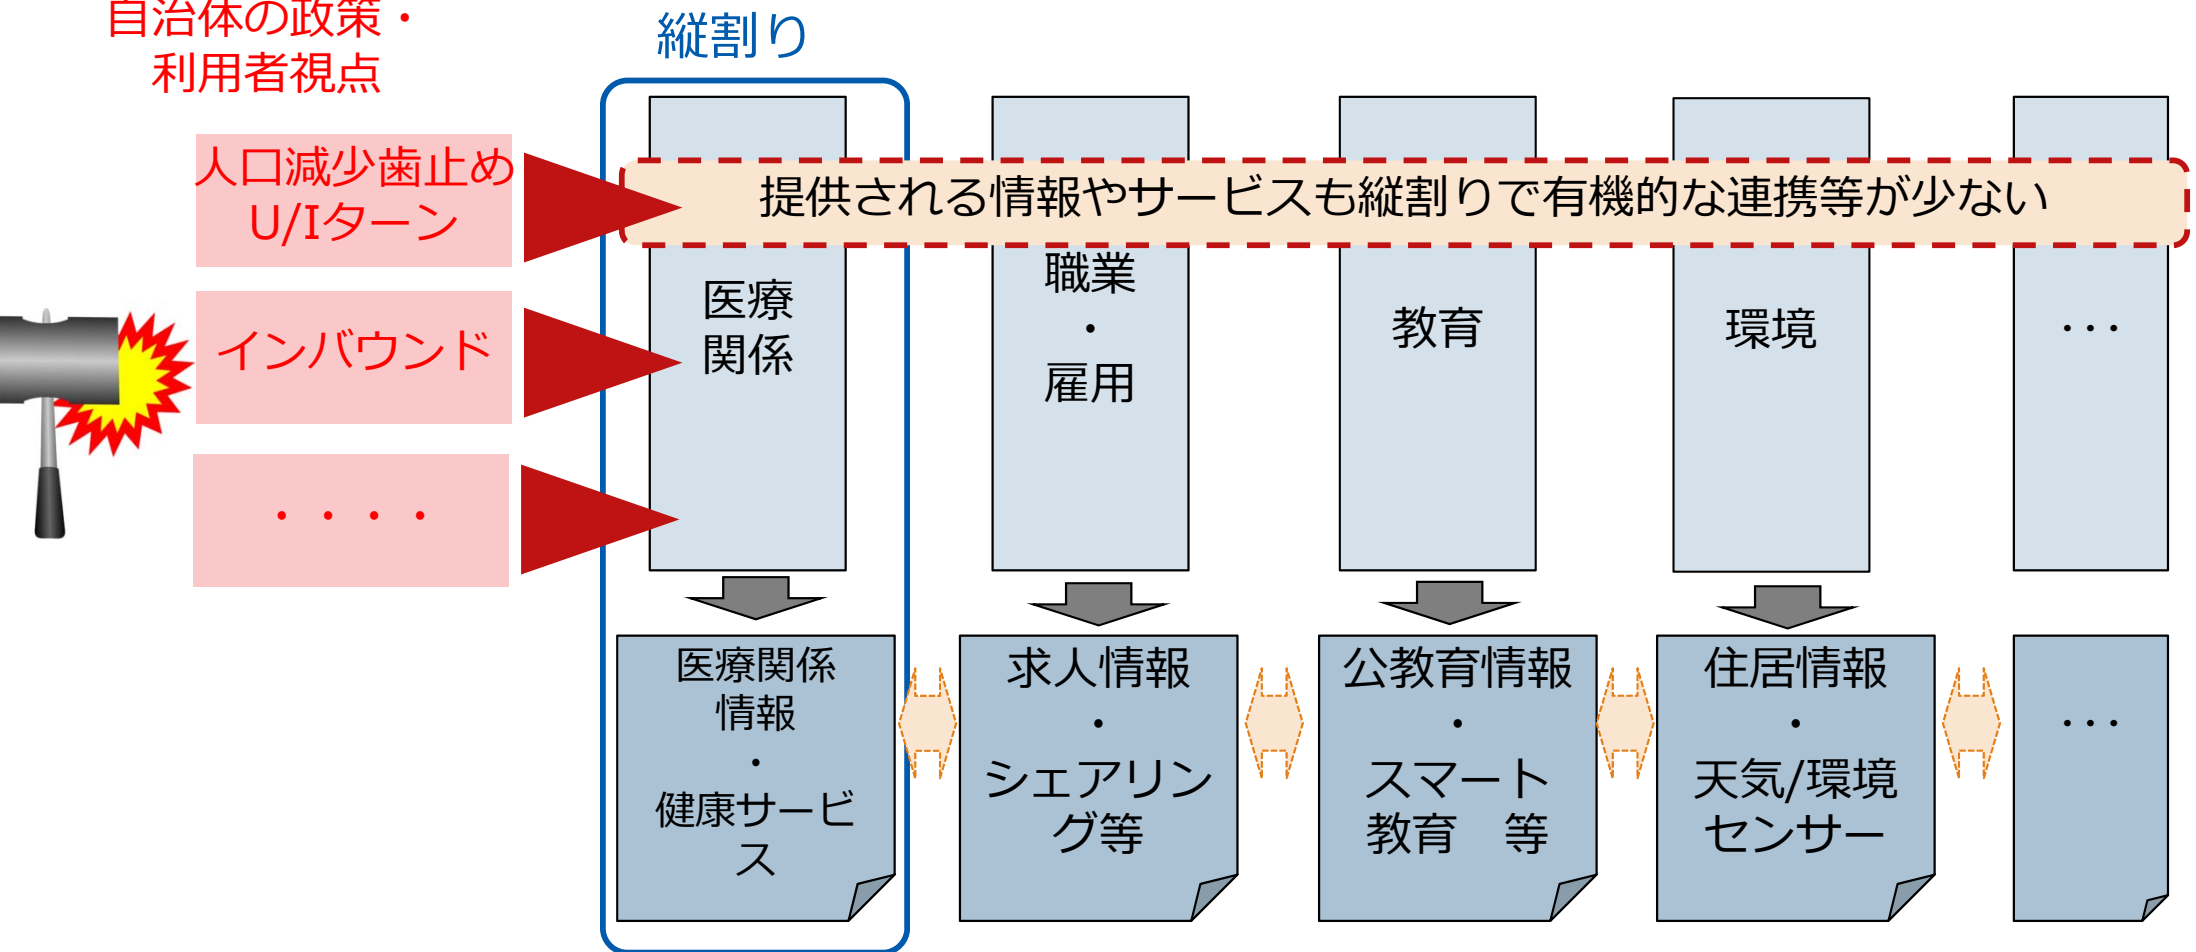 自治体の政策・
利用者視点
縦割り
人口減少歯止め
U/Iターン
提供される情報やサービスも縦割りで有機的な連携等が少ない
インバウンド
・・・・
医療
関係
職業
・
雇用
教育
環境
・・・
医療関係
情報
・
健康サービ
ス
求人情報
・
シェアリン
グ等
公教育情報
・
スマート
教育　等
住居情報
・
天気/環境
センサー
・・・